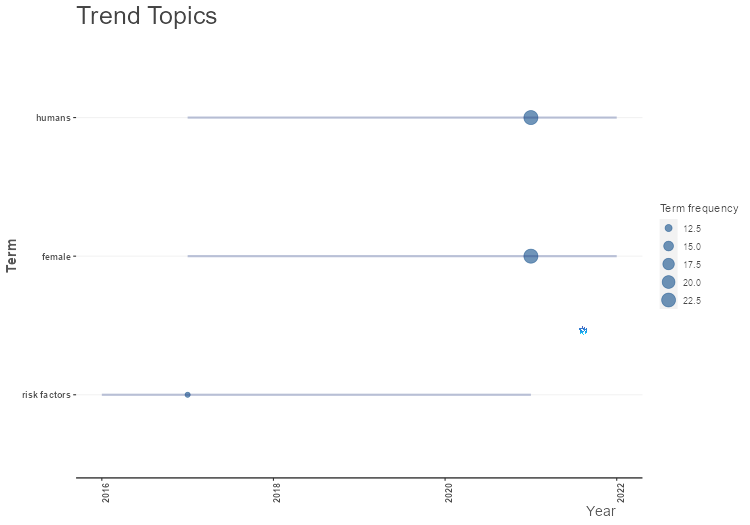 Trend Topics
humans
female
risk factors
Term
2016
2018
2020
2022
Year
Term frequency
12.5
15.0
17.5
20.0
22.5